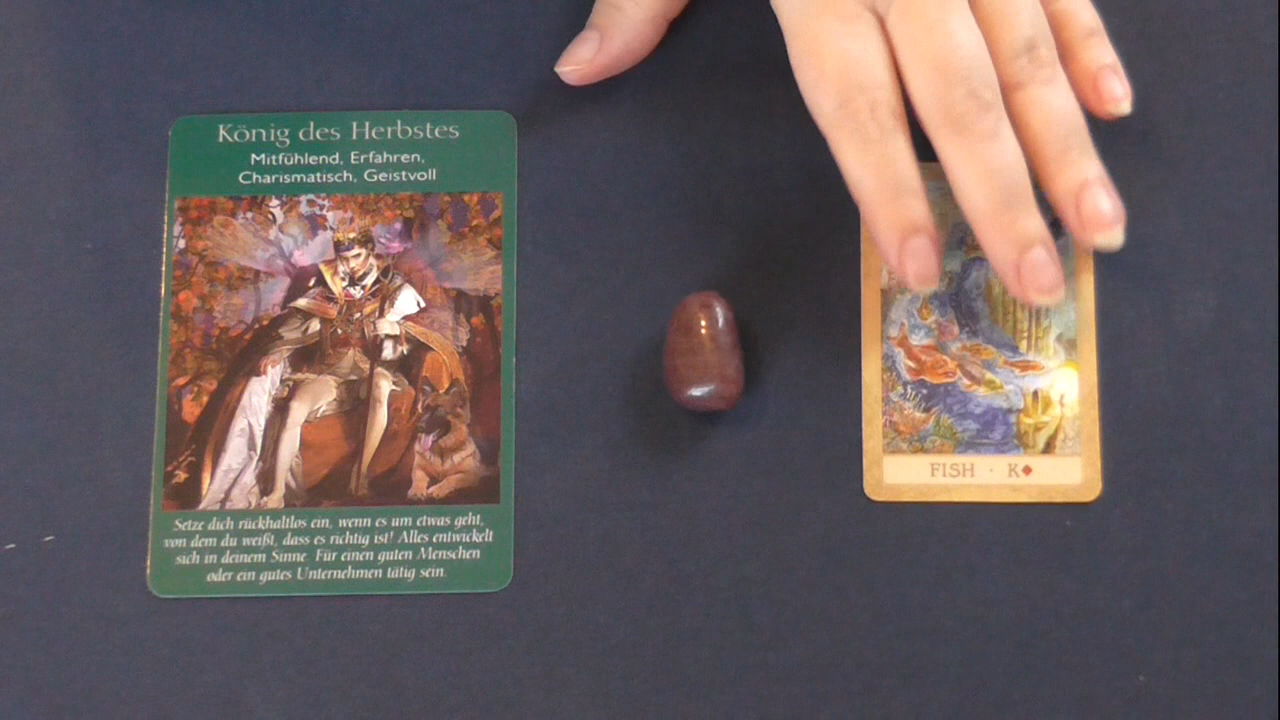 König des Herbstes
Mitfühlend, Erfahren,
Charismatisch, Geistvoll
Setze dich rückhaltlos ein, wenn es um etwas geht,
von dem du weißt, dass es richtig ist! Alles entwickelt
sich in deinem Sinne. Für einen guten Menschen
oder ein gutes Unternehmen tätig sein.
FISH · K♦